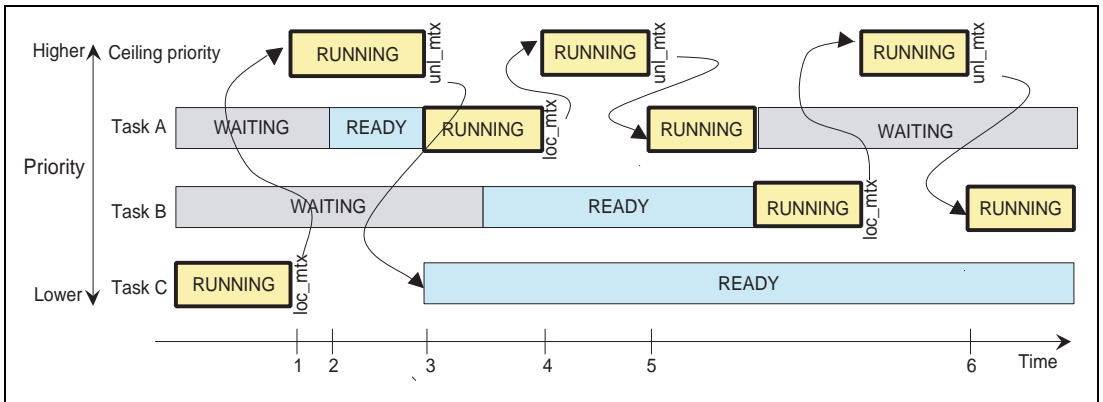 Higher
Ceiling priority
RUNNING
unl_mtx
RUNNING
unl_mtx
RUNNING
unl_mtx
Task A
WAITING
READY
RUNNING
loc_mtx
RUNNING
WAITING
Priority
Task B
WAITING
READY
RUNNING
loc_mtx
RUNNING
Lower
Task C
RUNNING
loc_mtx
READY
1
2
3
4
5
6
Time